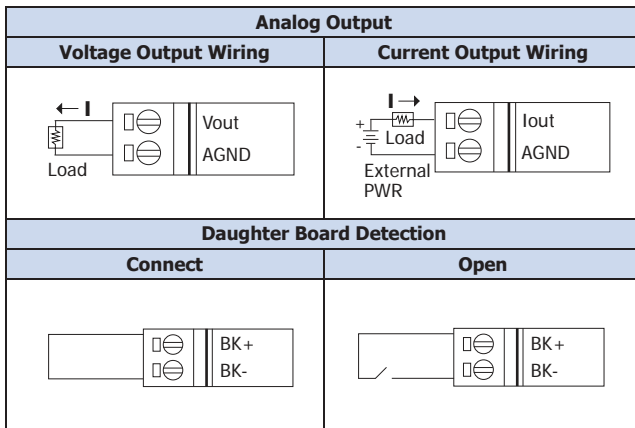 Analog Output
Voltage Output Wiring
Current Output Wiring
I
Vout
AGND
Load
I
+
-
Load
External
PWR
Iout
AGND
Daughter Board Detection
Connect
Open
BK+
BK-
BK+
BK-